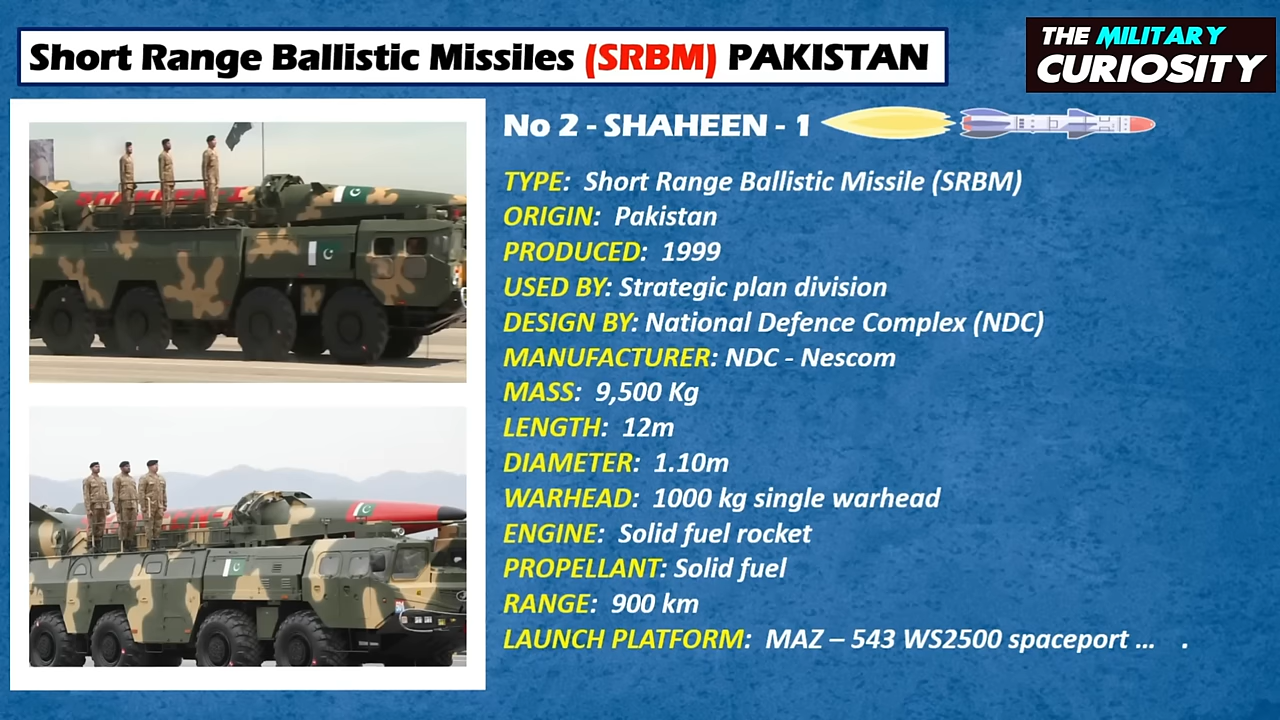 Short Range Ballistic Missiles (SRBM) PAKISTAN
THE MILITARY
CURIOSITY
No 2 - SHAHEEN - 1
TYPE: Short Range Ballistic Missile (SRBM)
ORIGIN: Pakistan
PRODUCED: 1999
USED BY: Strategic plan division
DESIGN BY: National Defence Complex (NDC)
MANUFACTURER: NDC - Nescom
MASS: 9,500 Kg
LENGTH: 12m
DIAMETER: 1.10m
WARHEAD: 1000 kg single warhead
ENGINE: Solid fuel rocket
PROPELLANT: Solid fuel
RANGE: 900 km
LAUNCH PLATFORM: MAZ – 543 WS2500 spaceport ... .
SHAHEEN-I